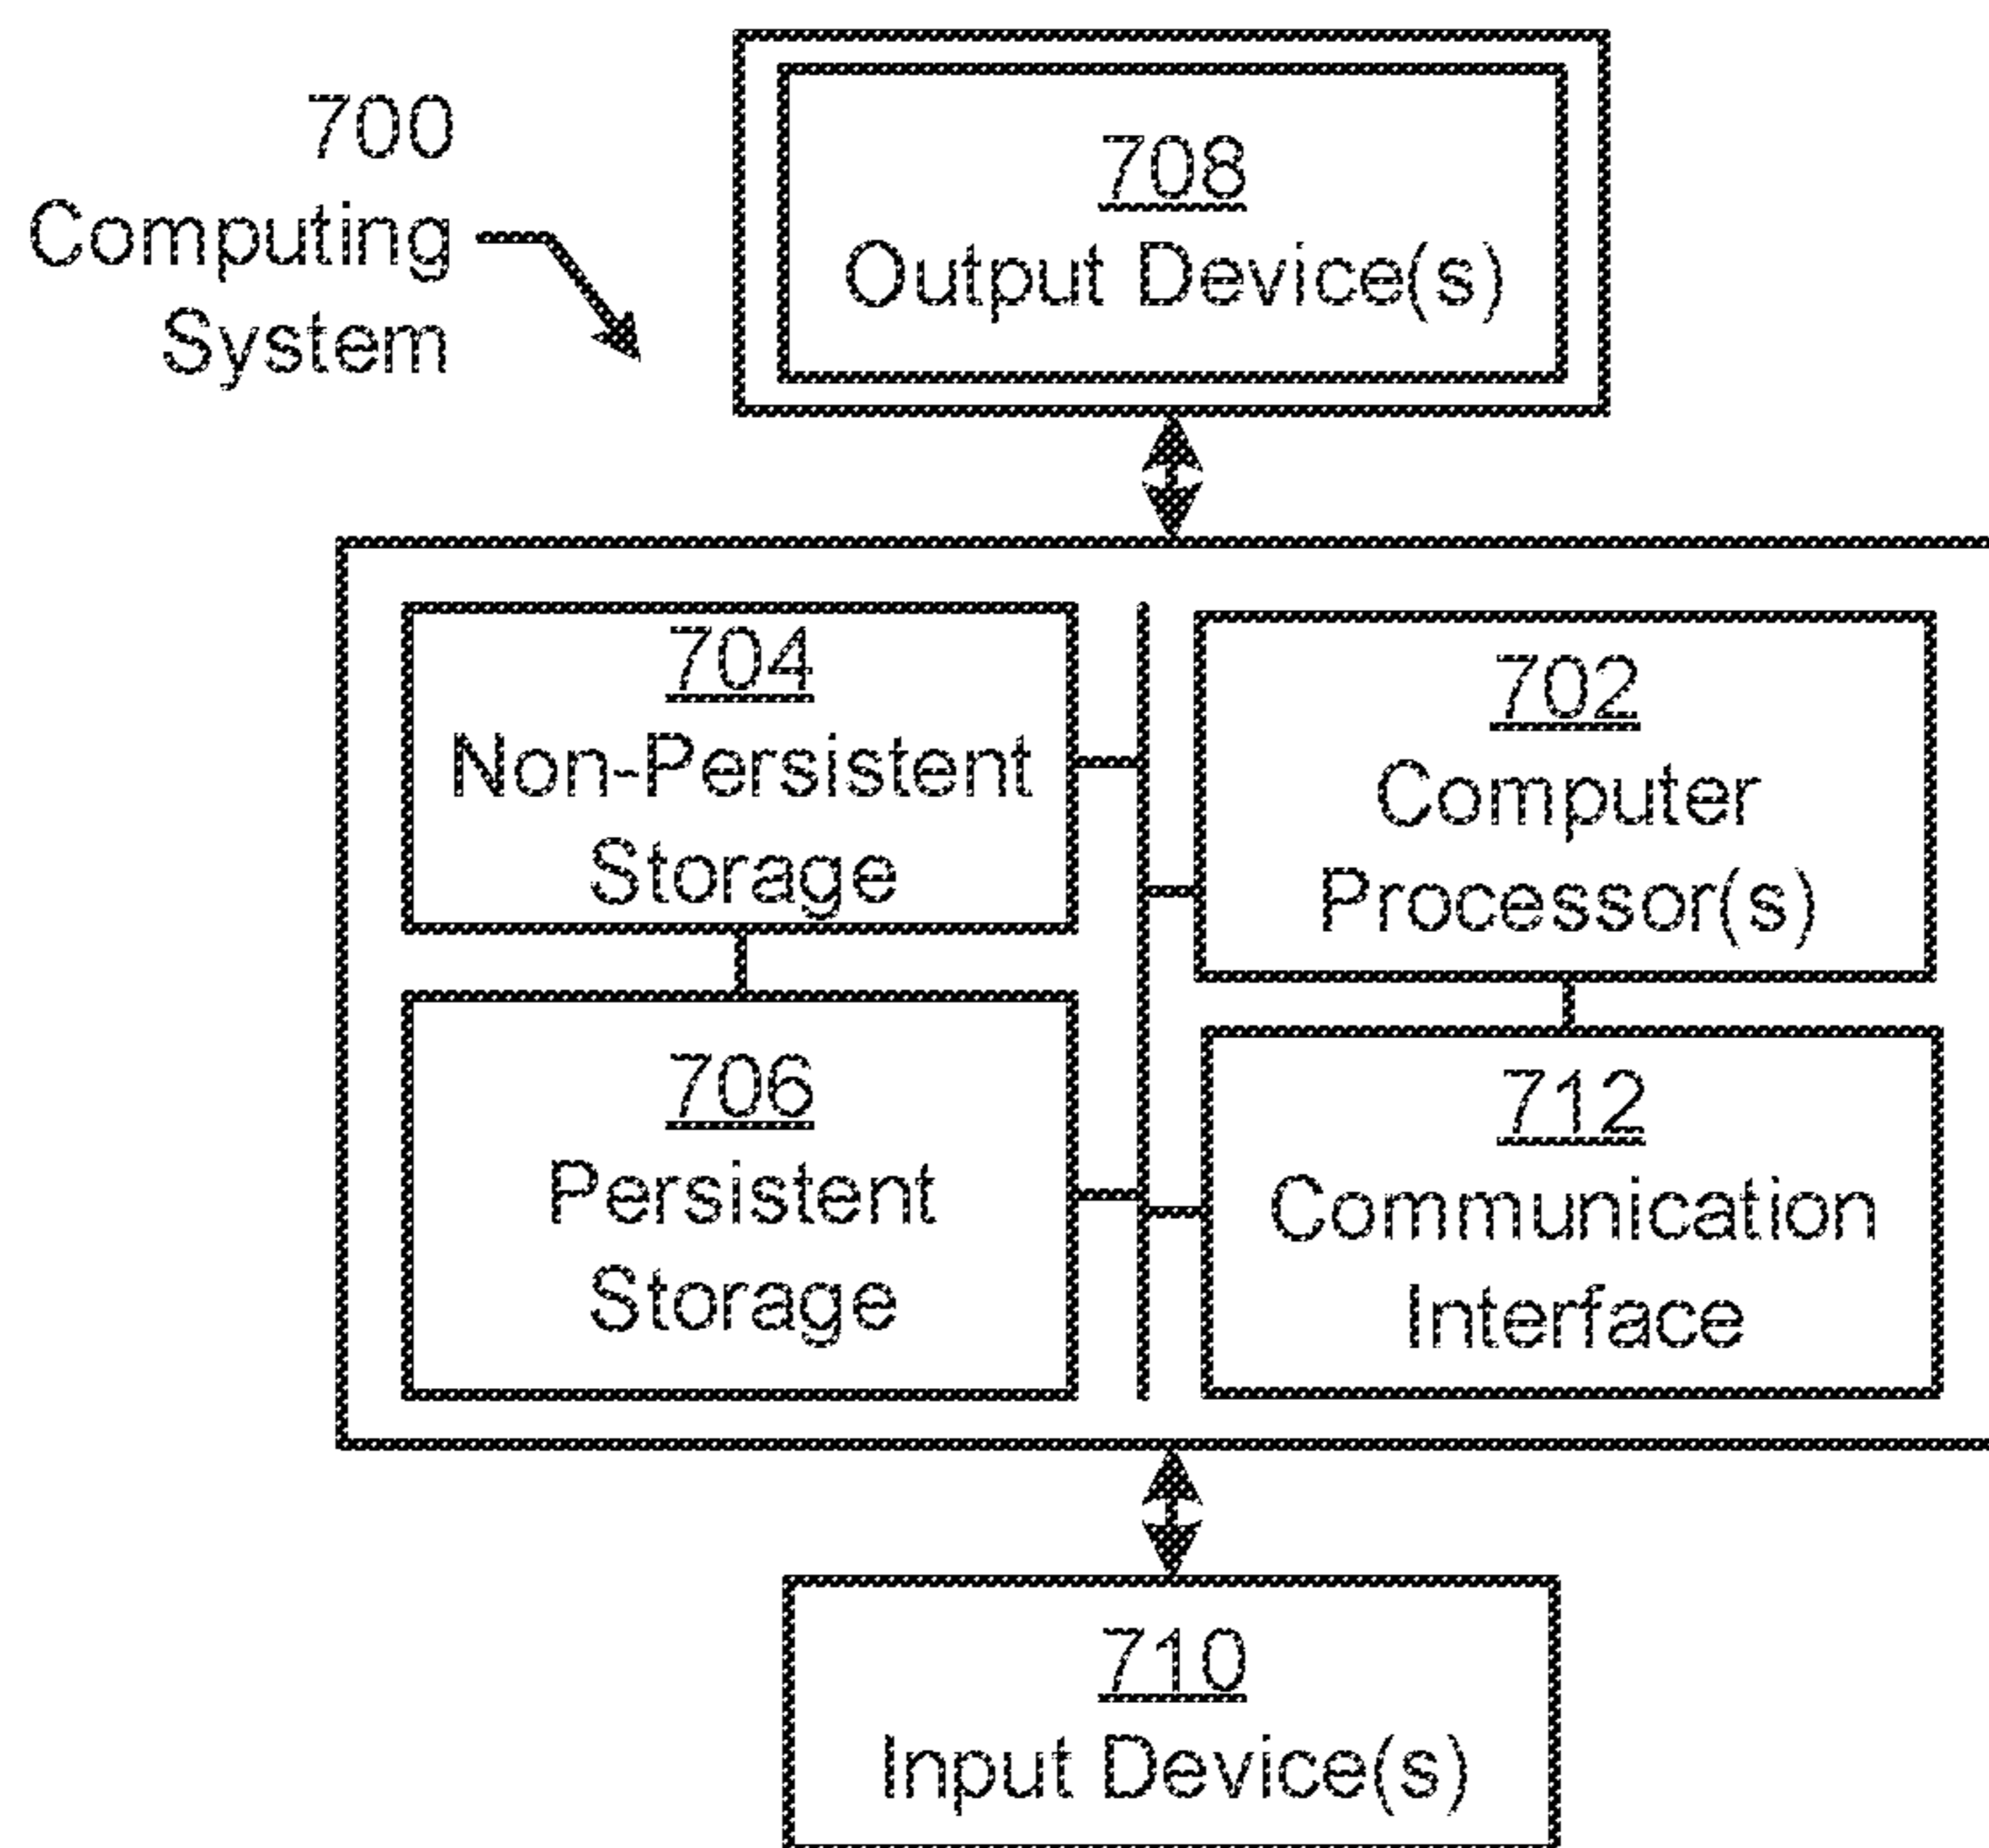 700
Computing
System
708
Output Device(s)
704
Non-Persistent
Storage
702
Computer
Processor(s)
706
Persistent
Storage
712
Communication
Interface
710
Input Device(s)